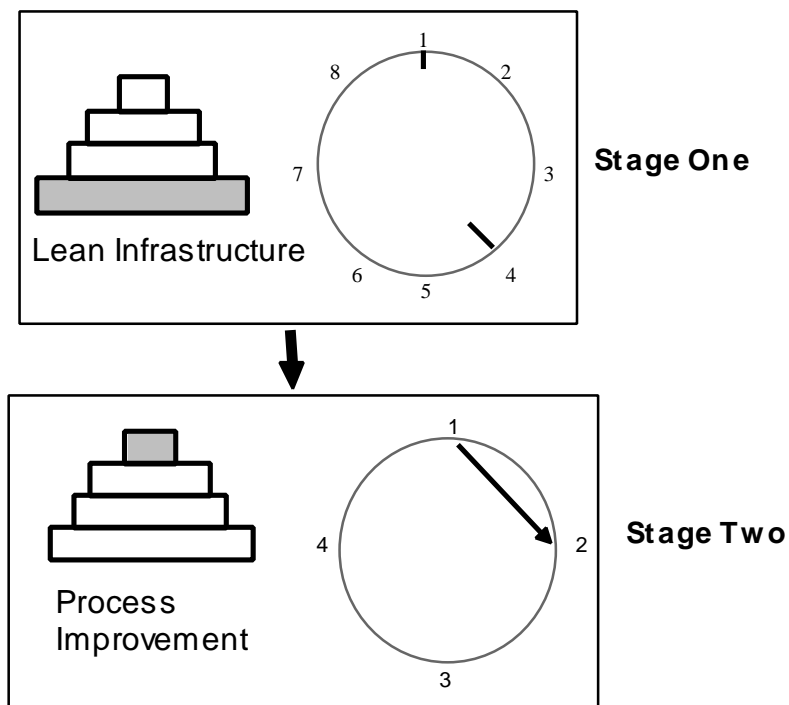 1
8
2
Stage One
7
3
Lean Infrastructure
6
4
5
1
4
2
Stage Two
Process
Improvement
3